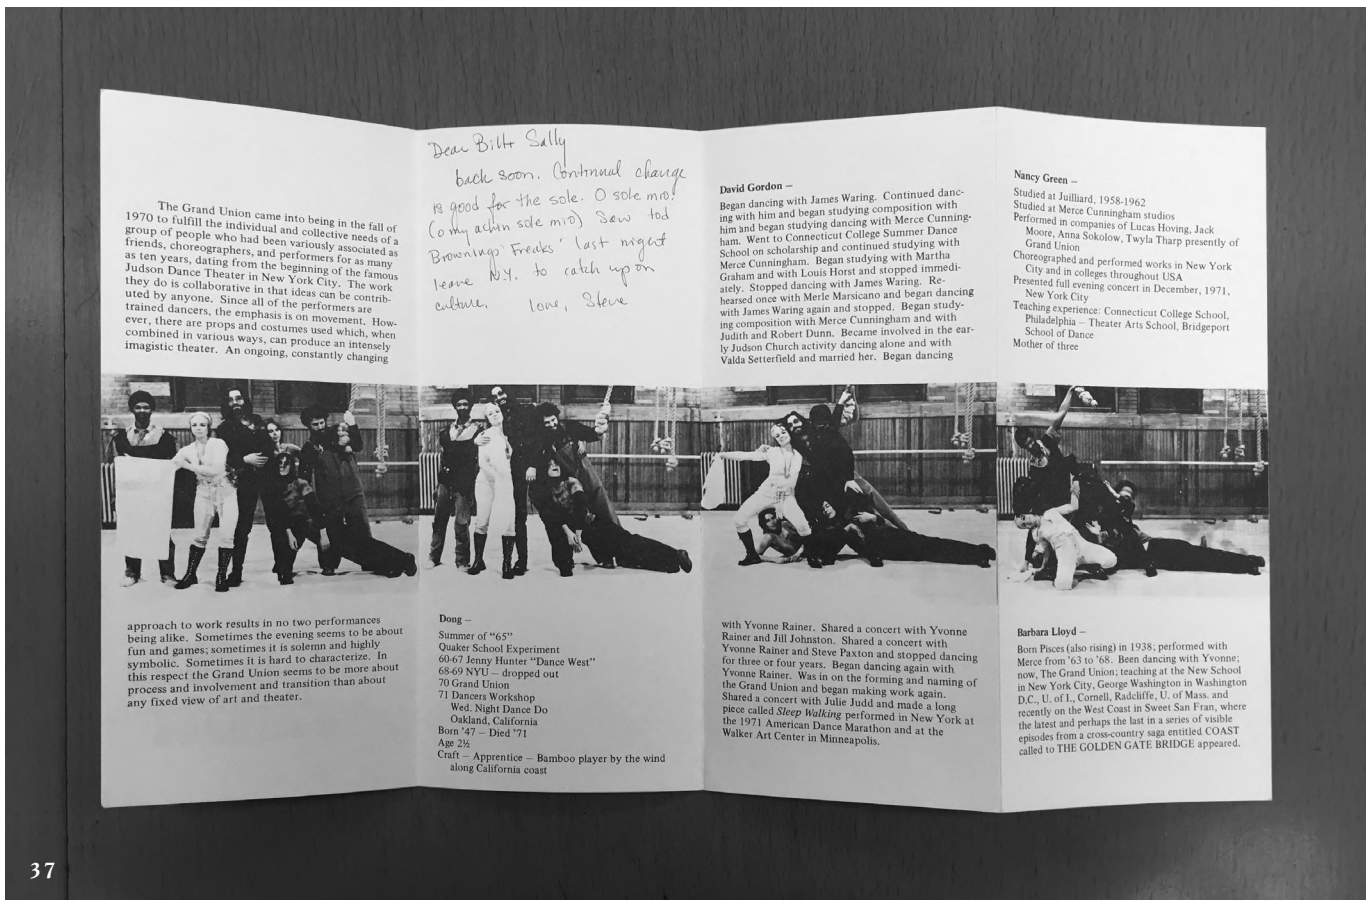 The Grand Union came into being in the fall of
1970 to fulfill the individual and collective needs of a
group of people who had been variously associated as
friends, choreographers, and performers for as many
as ten years, dating from the beginning of the famous
Judson Dance Theater in New York City. The work
they do is collaborative in that ideas can be contrib-
uted by anyone. Since all of the performers are
trained dancers, the emphasis is on movement. How-
ever, there are props and costumes used which, when
combined in various ways, can produce an intensely
imagistic theater. An ongoing, constantly changing
approach to work results in no two performances
being alike. Sometimes the evening seems to be about
fun and games; sometimes it is solemn and highly
symbolic. Sometimes it is hard to characterize. In
this respect the Grand Union seems to be more about
process and involvement and transition than about
any fixed view of art and theater.
Dear Bill + Sally
back soon. Continual change
is good for the sole. O sole mio!
(o my achin sole mio) Saw tod
Brownings 'Freaks' last night
leave N.Y. to catch up on
culture. love, Steve
Dong —
Summer of "65"
Quaker School Experiment
60-67 Jenny Hunter "Dance West"
68-69 NYU — dropped out
70 Grand Union
71 Dancers Workshop
Wed. Night Dance Do
Oakland, California
Born '47 — Died '71
Age 2½
Craft — Apprentice — Bamboo player by the wind
along California coast
David Gordon —
Began dancing with James Waring. Continued danc-
ing with him and began studying composition with
him and began studying dancing with Merce Cunning-
ham. Went to Connecticut College Summer Dance
School on scholarship and continued studying with
Merce Cunningham. Began studying with Martha
Graham and with Louis Horst and stopped immedi-
ately. Stopped dancing with James Waring. Re-
hearsed once with Merle Marsicano and began dancing
with James Waring again and stopped. Began study-
ing composition with Merce Cunningham and with
Judith and Robert Dunn. Became involved in the ear-
ly Judson Church activity dancing alone and with
Valda Setterfield and married her. Began dancing
with Yvonne Rainer. Shared a concert with Yvonne
Rainer and Jill Johnston. Shared a concert with
Yvonne Rainer and Steve Paxton and stopped dancing
for three or four years. Began dancing again with
Yvonne Rainer. Was in on the forming and naming of
the Grand Union and began making work again.
Shared a concert with Julie Judd and made a long
piece called Sleep Walking performed in New York at
the 1971 American Dance Marathon and at the
Walker Art Center in Minneapolis.
Nancy Green —
Studied at Juilliard, 1958-1962
Studied at Merce Cunningham studios
Performed in companies of Lucas Hoving, Jack
Moore, Anna Sokolow, Twyla Tharp presently of
Grand Union
Choreographed and performed works in New York
City and in colleges throughout USA
Presented full evening concert in December, 1971,
New York City
Teaching experience: Connecticut College School,
Philadelphia — Theater Arts School, Bridgeport
School of Dance
Mother of three
Barbara Lloyd —
Born Pisces (also rising) in 1938; performed with
Merce from '63 to '68. Been dancing with Yvonne;
now, The Grand Union; teaching at the New School
in New York City, George Washington in Washington
D.C., U. of I., Cornell, Radcliffe, U. of Mass. and
recently on the West Coast in Sweet San Fran, where
the latest and perhaps the last in a series of visible
episodes from a cross-country saga entitled COAST
called to THE GOLDEN GATE BRIDGE appeared.
37